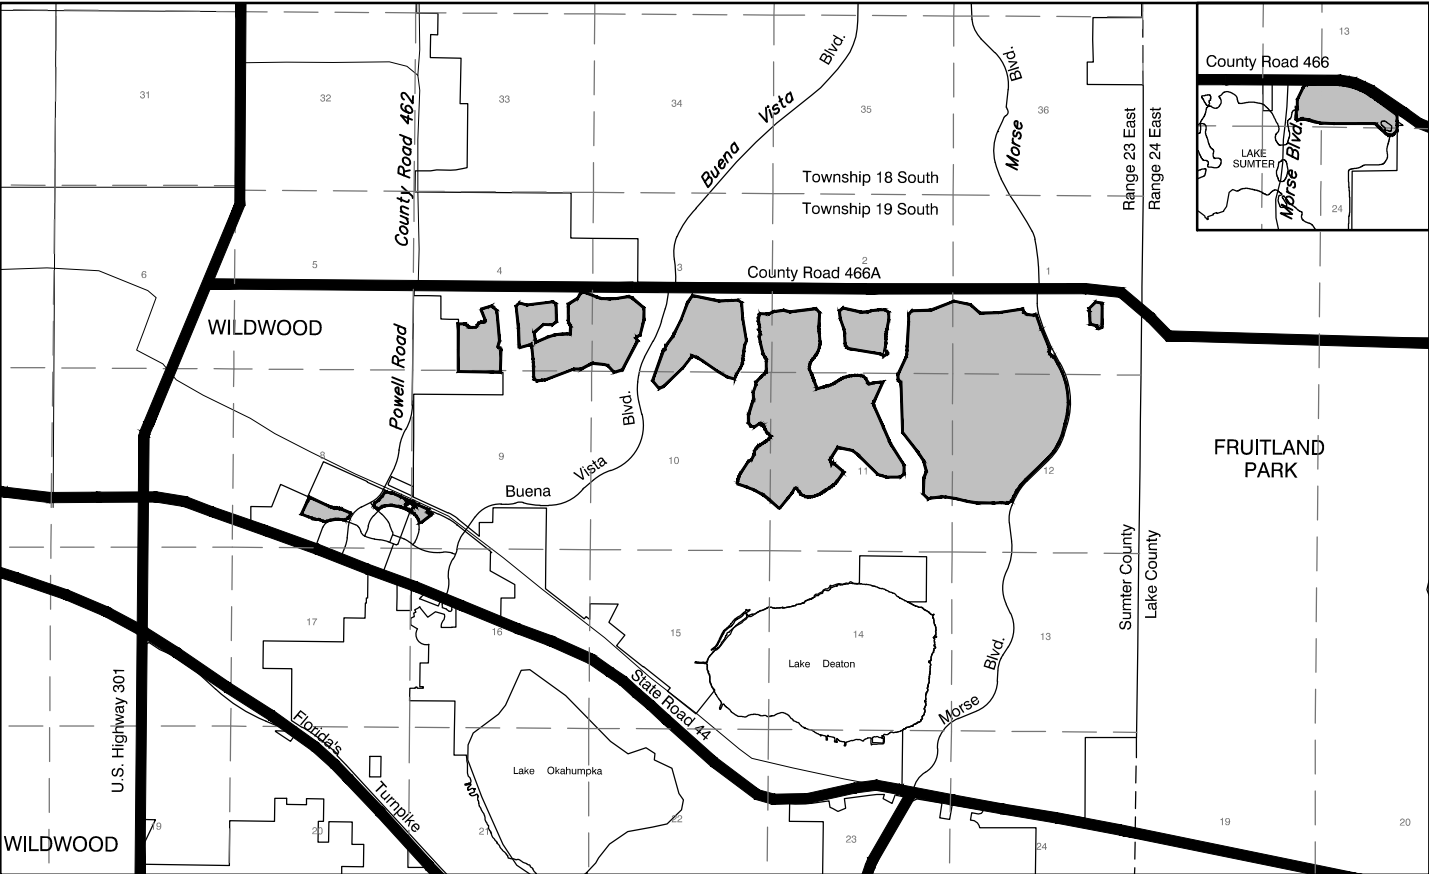 31
32
33
34
35
36
County Road 462
Buena Vista Blvd.
Morse Blvd.
Township 18 South
Township 19 South
Range 23 East
Range 24 East
13
County Road 466
LAKE
SUMTER
Morse Blvd.
24
6
5
4
3
2
1
County Road 466A
WILDWOOD
Powell Road
8
9
10
11
12
Buena Vista Blvd.
FRUITLAND
PARK
Sumter County
Lake County
17
16
15
14
13
Lake Deaton
Morse Blvd.
State Road 44
U.S. Highway 301
Florida's Turnpike
Lake Okahumpka
WILDWOOD
19
20
21
22
23
24
19
20